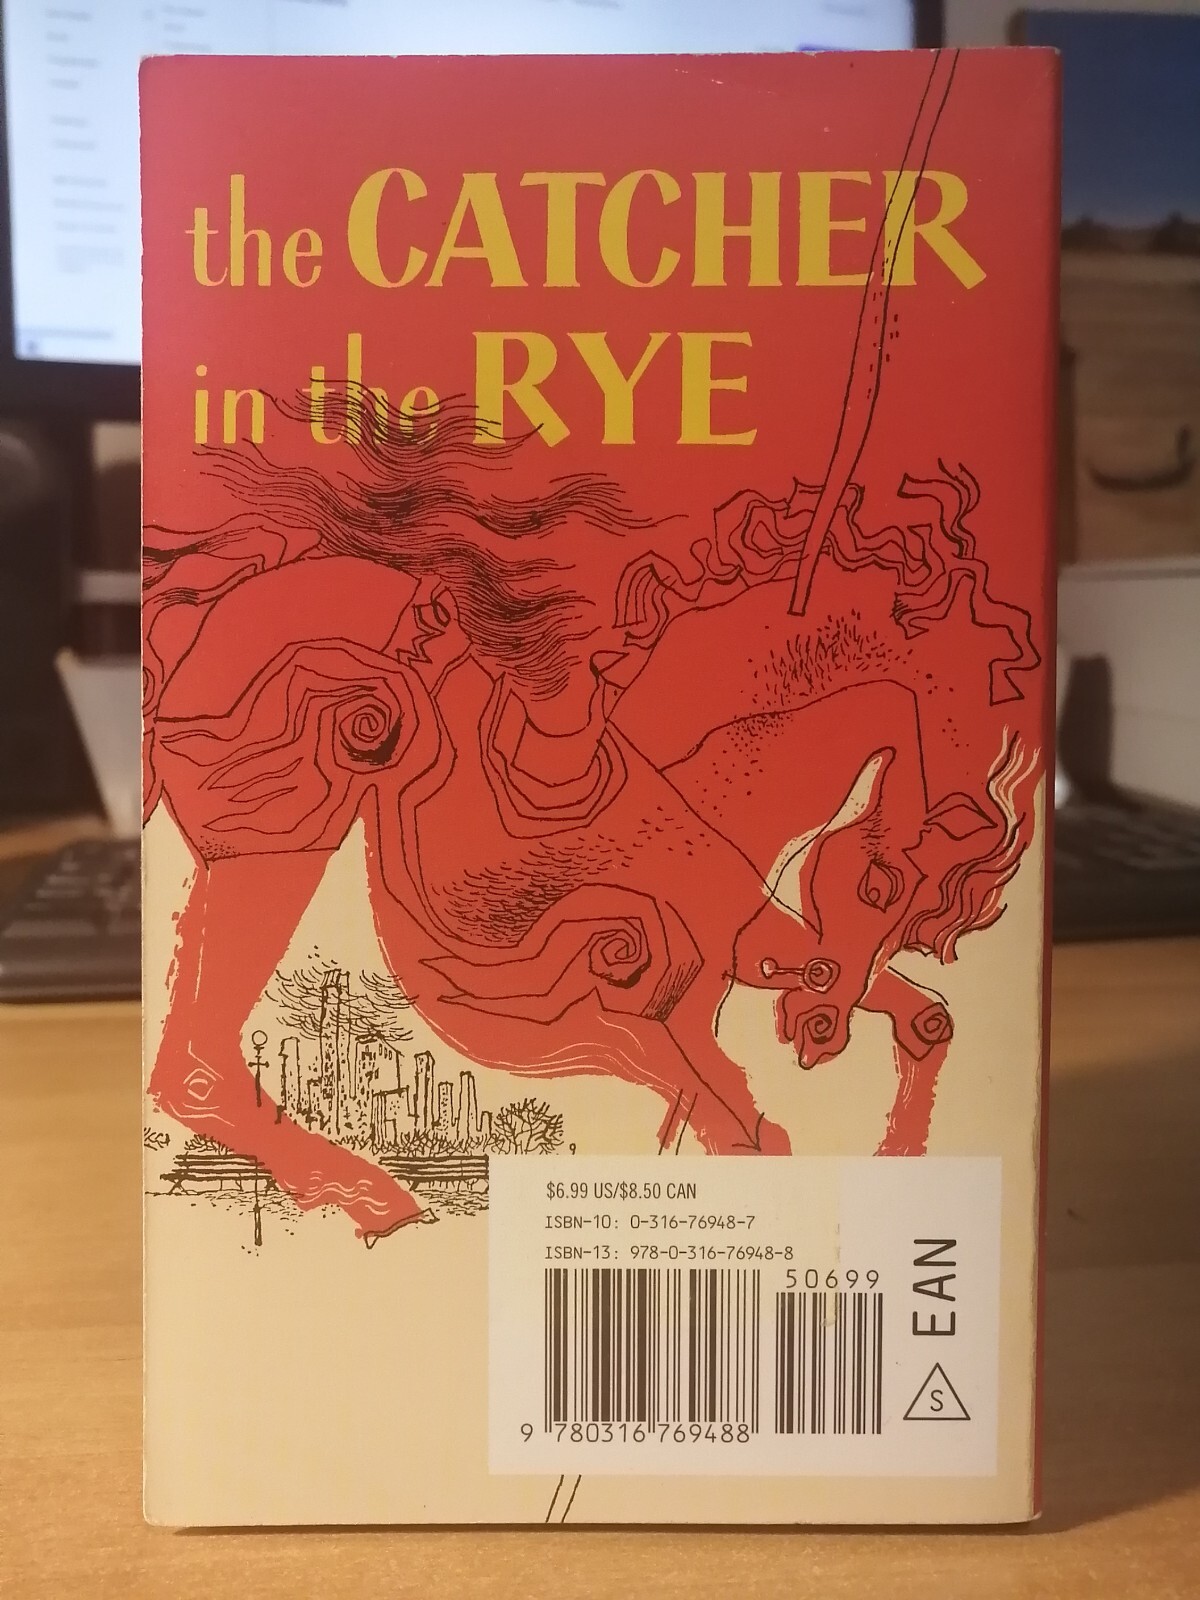 the CATCHER
in the RYE
$6.99 US/$8.50 CAN
ISBN-10: 0-316-76948-7
ISBN-13: 978-0-316-76948-8
50699
9 780316 769488
EAN
S